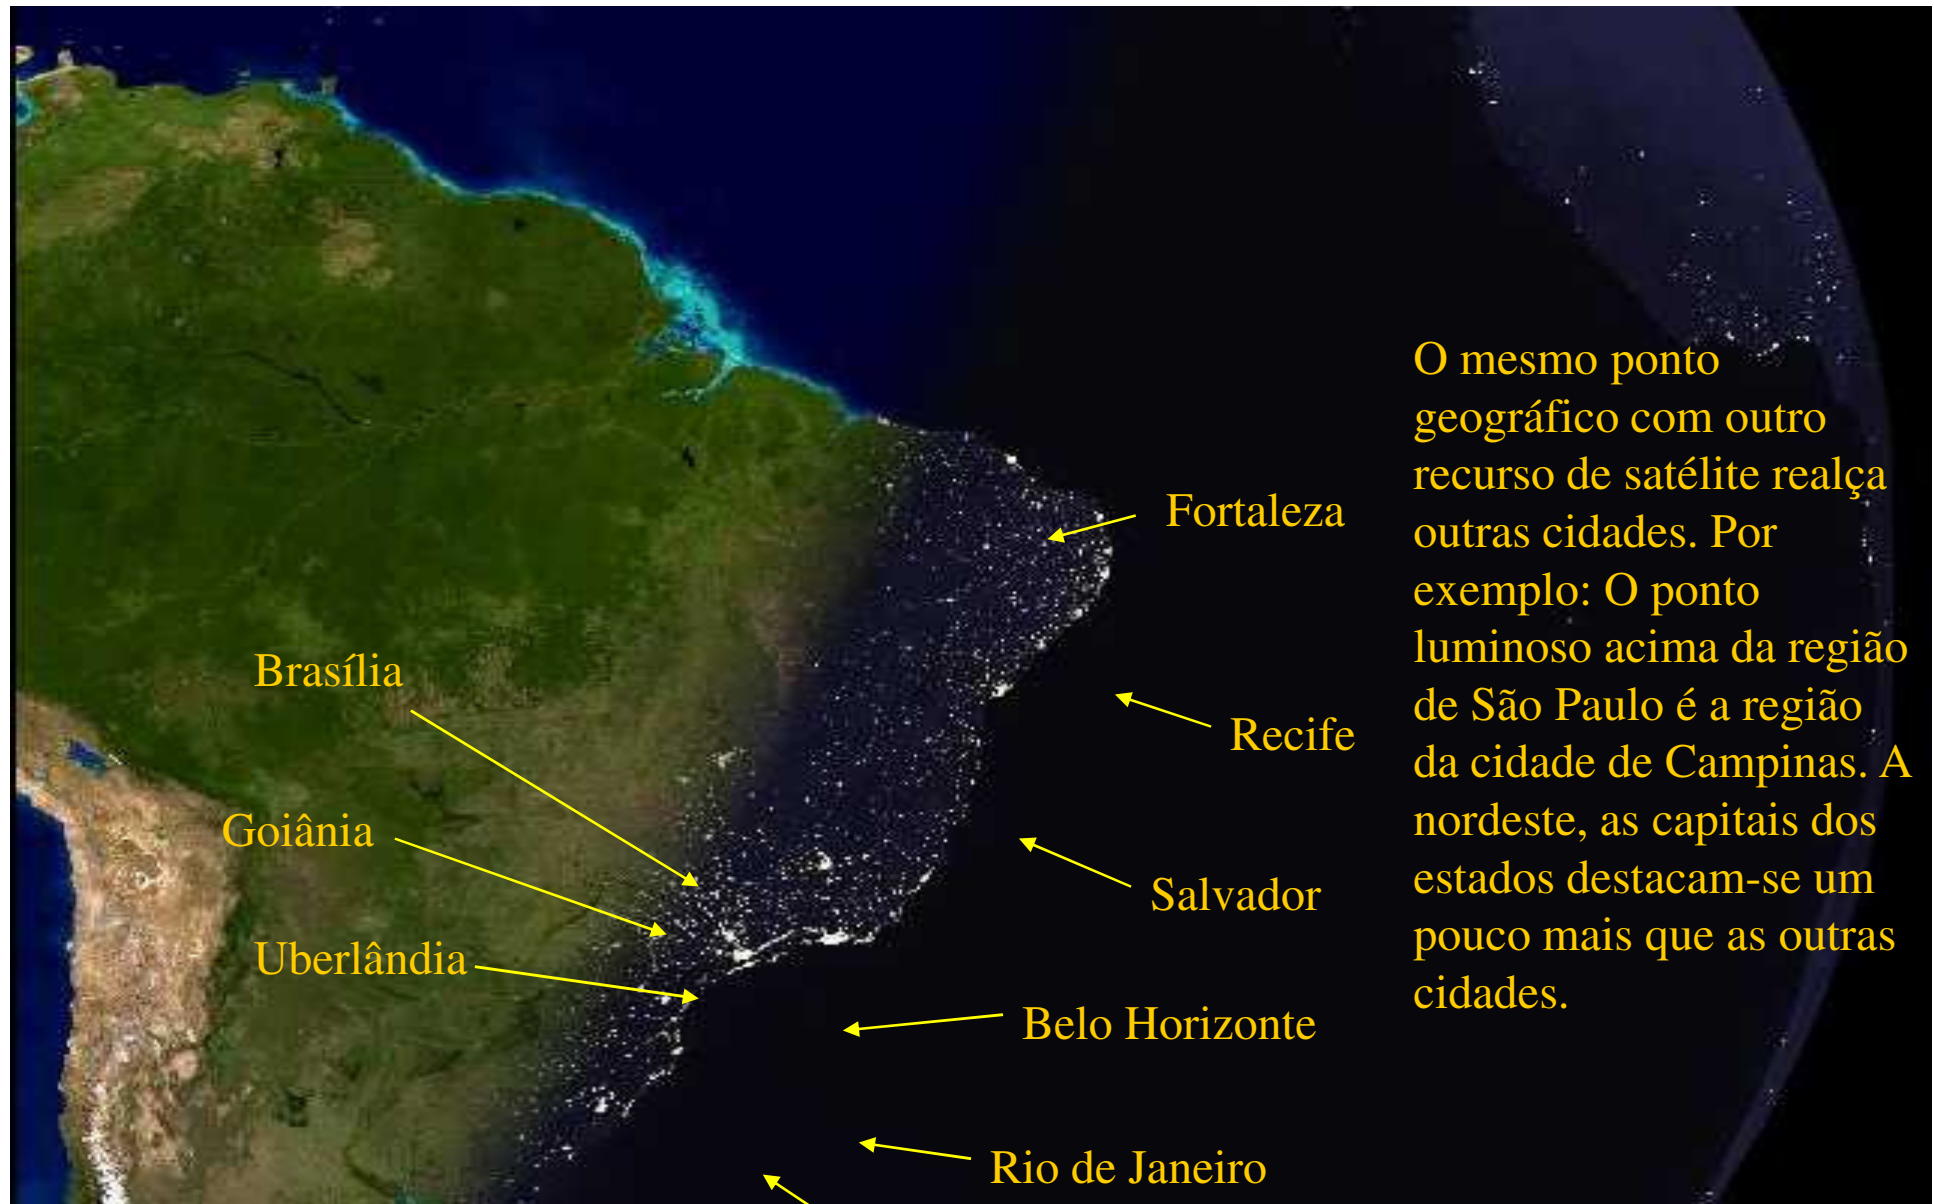 Fortaleza
Recife
Brasília
Goiânia
Salvador
Uberlândia
Belo Horizonte
Rio de Janeiro
O mesmo ponto
geográfico com outro
recurso de satélite realça
outras cidades. Por
exemplo: O ponto
luminoso acima da região
de São Paulo é a região
da cidade de Campinas. A
nordeste, as capitais dos
estados destacam-se um
pouco mais que as outras
cidades.